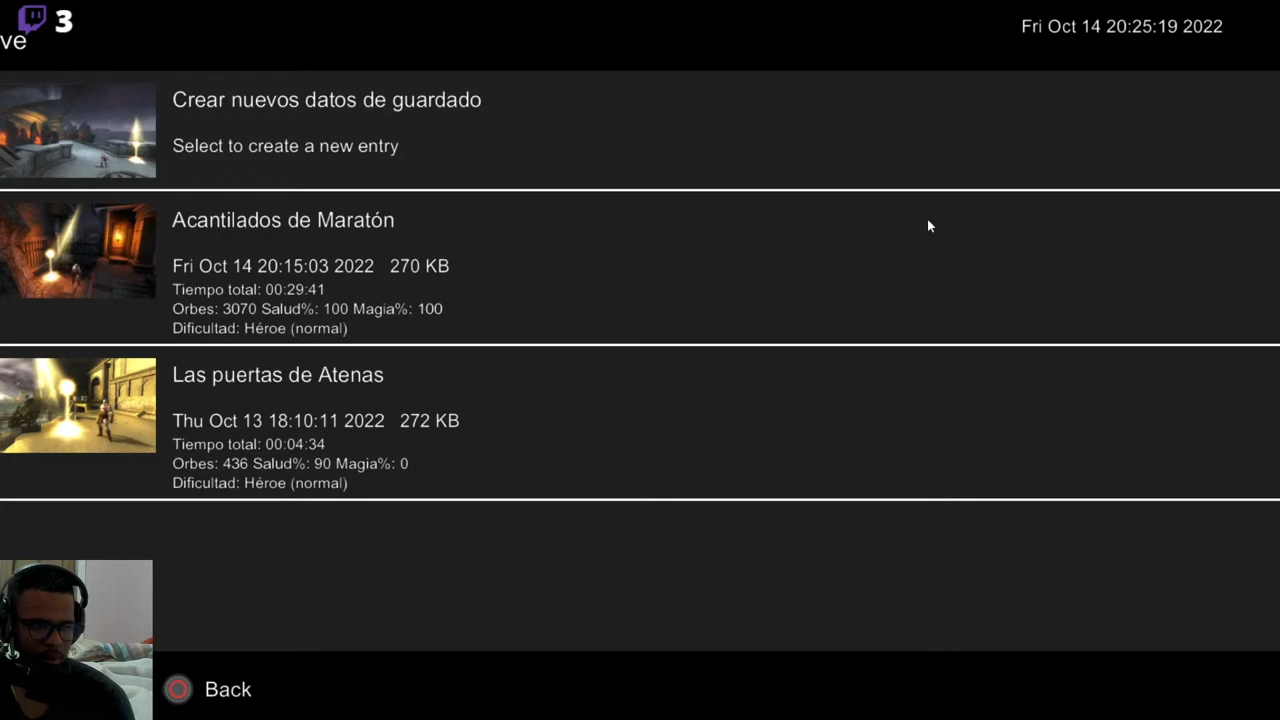 3
ve
Fri Oct 14 20:25:19 2022
Crear nuevos datos de guardado
Select to create a new entry
Acantilados de Maratón
Fri Oct 14 20:15:03 2022 270 KB
Tiempo total: 00:29:41
Orbes: 3070 Salud%: 100 Magia%: 100
Dificultad: Héroe (normal)
Las puertas de Atenas
Thu Oct 13 18:10:11 2022 272 KB
Tiempo total: 00:04:34
Orbes: 436 Salud%: 90 Magia%: 0
Dificultad: Héroe (normal)
Back